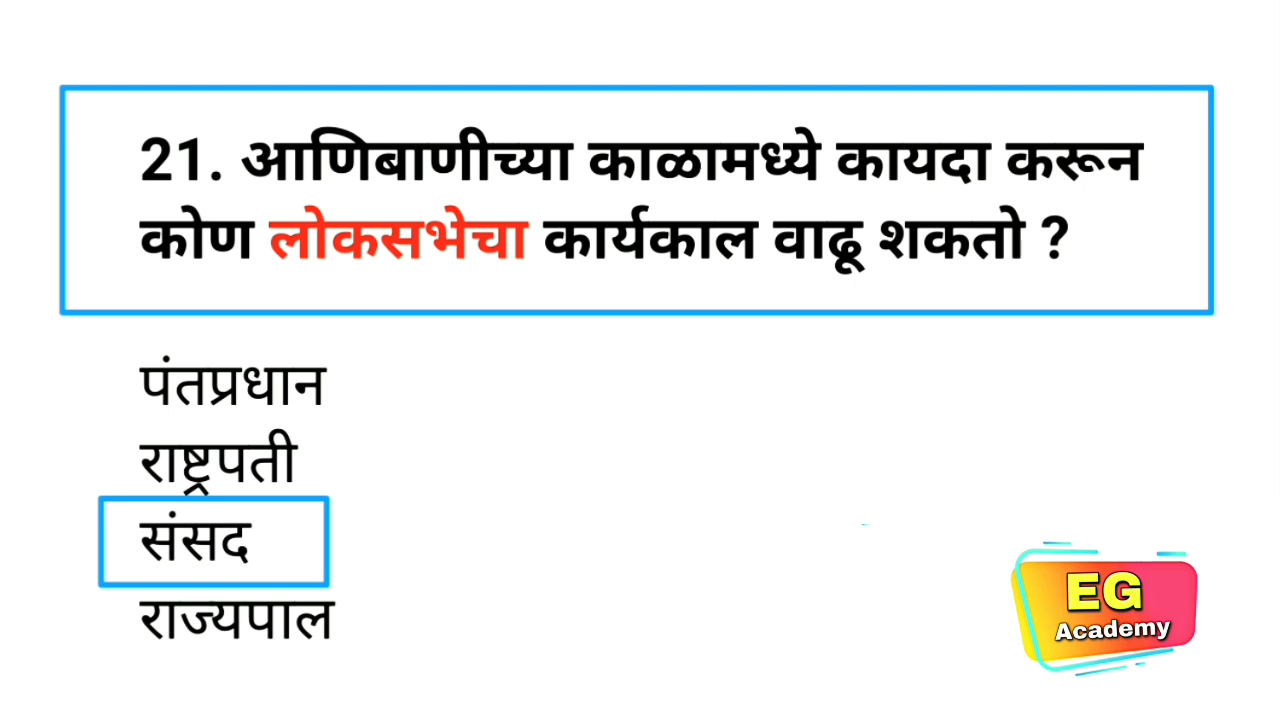 21. आणिबाणीच्या काळामध्ये कायदा करून
कोण लोकसभेचा कार्यकाल वाढू शकतो ?
पंतप्रधान
राष्ट्रपती
संसद
राज्यपाल
EG
Academy